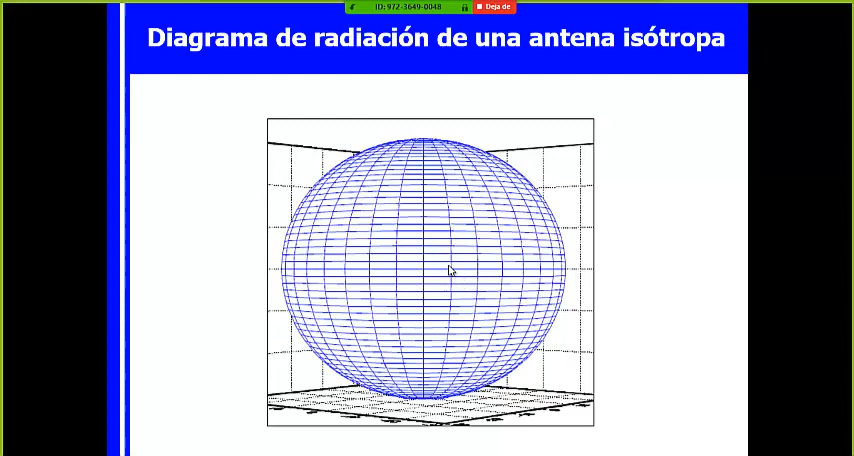 ID: 972-3649-0048
Deja de
Diagrama de radiación de una antena isótropa